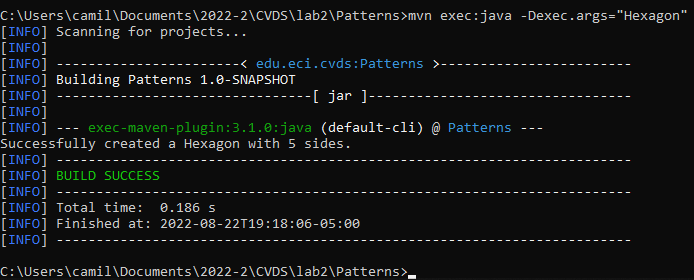 C:\Users\camil\Documents\2022-2\CVDS\lab2\Patterns>mvn exec:java -Dexec.args="Hexagon"
[INFO] Scanning for projects...
[INFO]
[INFO] -----------------------< edu.eci.cvds:Patterns >------------------------
[INFO] Building Patterns 1.0-SNAPSHOT
[INFO] --------------------------------[ jar ]---------------------------------
[INFO]
[INFO] --- exec-maven-plugin:3.1.0:java (default-cli) @ Patterns ---
Successfully created a Hexagon with 5 sides.
[INFO] ------------------------------------------------------------------------
[INFO] BUILD SUCCESS
[INFO] ------------------------------------------------------------------------
[INFO] Total time:  0.186 s
[INFO] Finished at: 2022-08-22T19:18:06-05:00
[INFO] ------------------------------------------------------------------------
C:\Users\camil\Documents\2022-2\CVDS\lab2\Patterns>